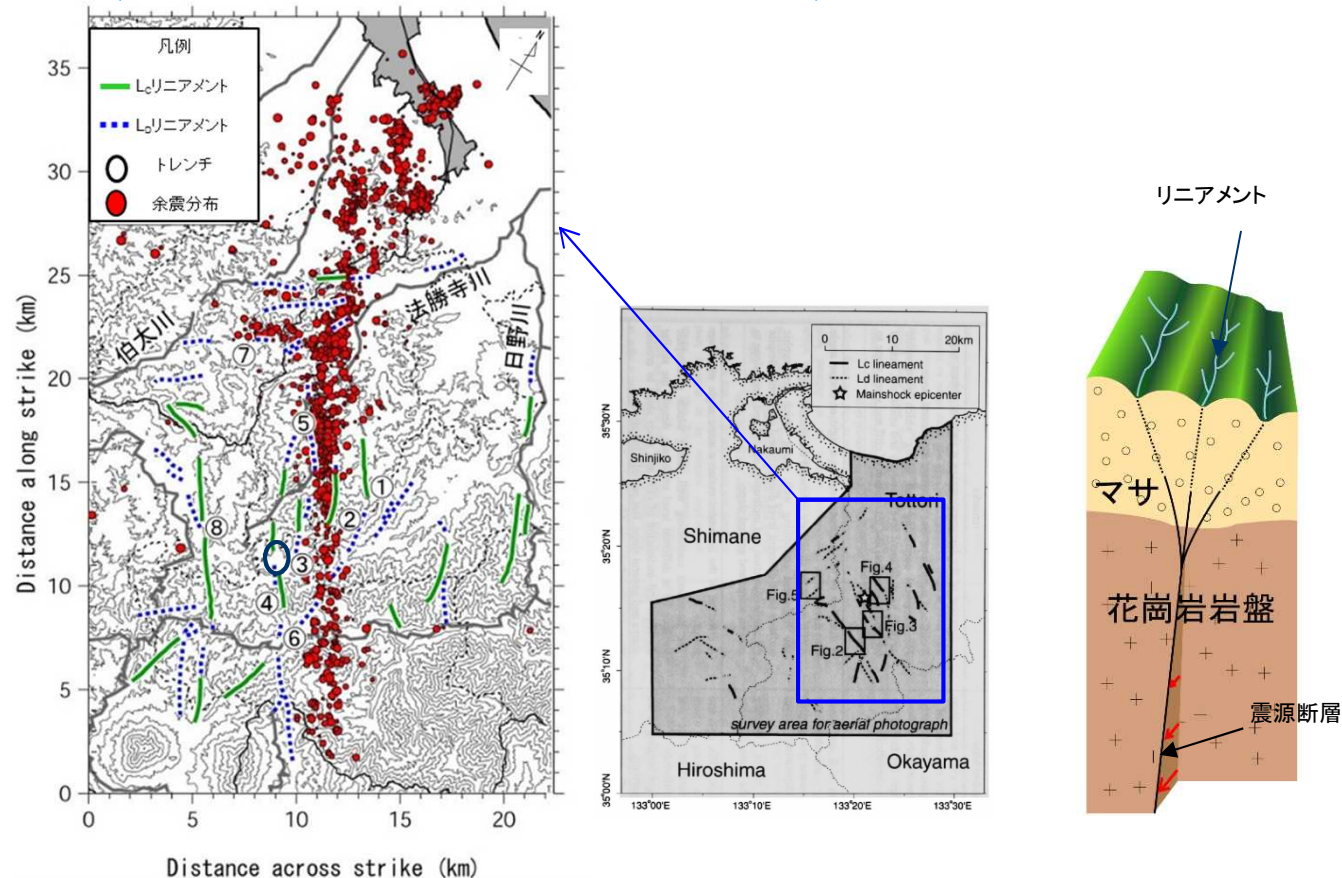 凡例
LCリニアメント
LDリニアメント
トレンチ
余震分布
N
35
30
25
20
15
10
5
0
0
5
10
15
20
Distance along strike (km)
Distance across strike (km)
伯太川
法勝寺川
日野川
⑦
⑤
①
②
⑧
③
④
⑥
0 10 20km
Lc lineament
Ld lineament
Mainshock epicenter
35°30'N
35°20'N
35°10'N
35°00'N
133°00'E
133°10'E
133°20'E
133°30'E
Shinjiko
Nakaumi
Tottori
Shimane
Fig.4
Fig.5
Fig.3
Fig.2
survey area for aerial photograph
Hiroshima
Okayama
リニアメント
マサ
花崗岩岩盤
震源断層